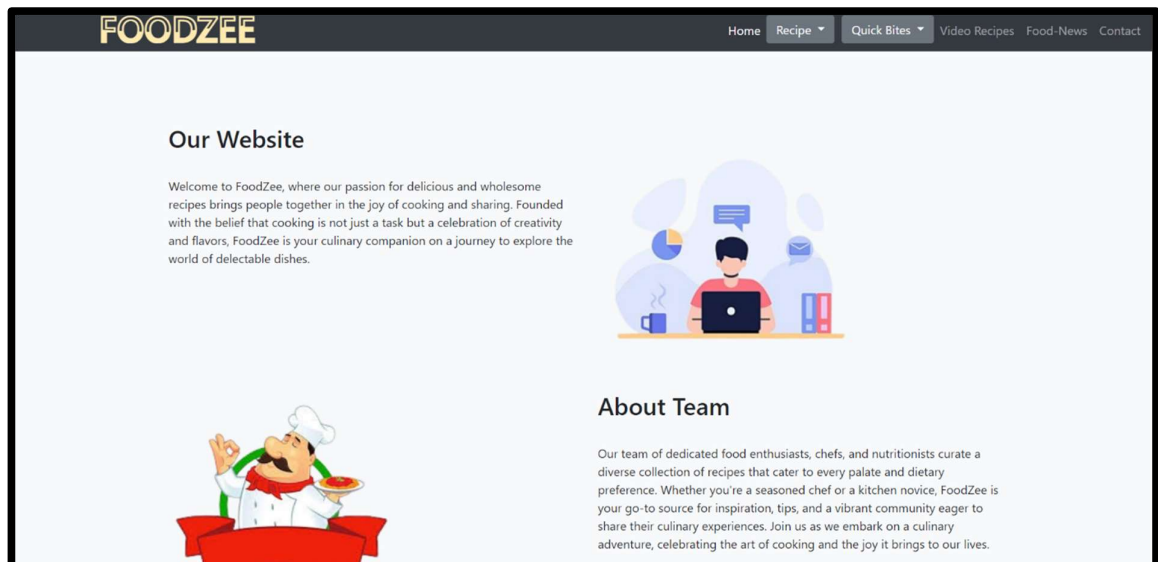 FOODZEE
Home Recipe Quick Bites Video Recipes Food-News Contact
Our Website
Welcome to FoodZee, where our passion for delicious and wholesome
recipes brings people together in the joy of cooking and sharing. Founded
with the belief that cooking is not just a task but a celebration of creativity
and flavors, FoodZee is your culinary companion on a journey to explore the
world of delectable dishes.
About Team
Our team of dedicated food enthusiasts, chefs, and nutritionists curate a
diverse collection of recipes that cater to every palate and dietary
preference. Whether you're a seasoned chef or a kitchen novice, FoodZee is
your go-to source for inspiration, tips, and a vibrant community eager to
share their culinary experiences. Join us as we embark on a culinary
adventure, celebrating the art of cooking and the joy it brings to our lives.